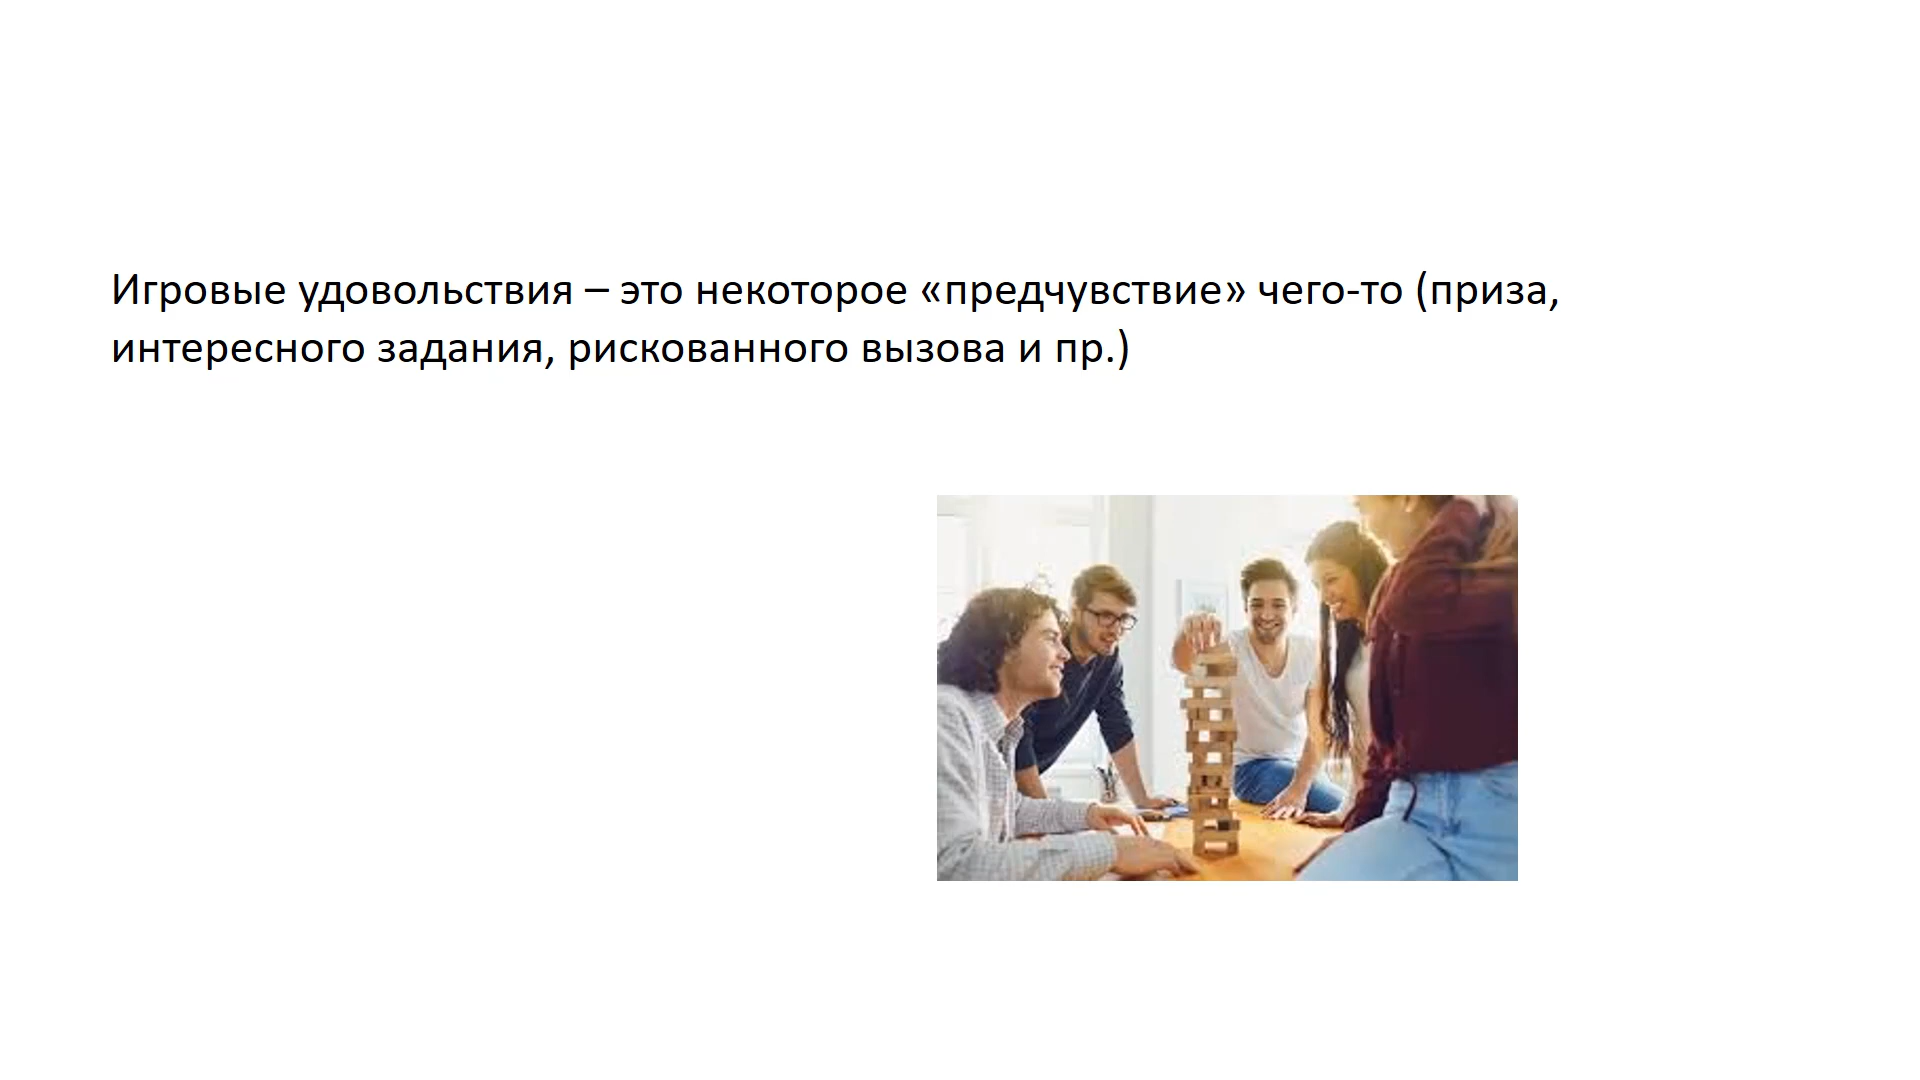 Игровые удовольствия – это некоторое «предчувствие» чего-то (приза,
интересного задания, рискованного вызова и пр.)